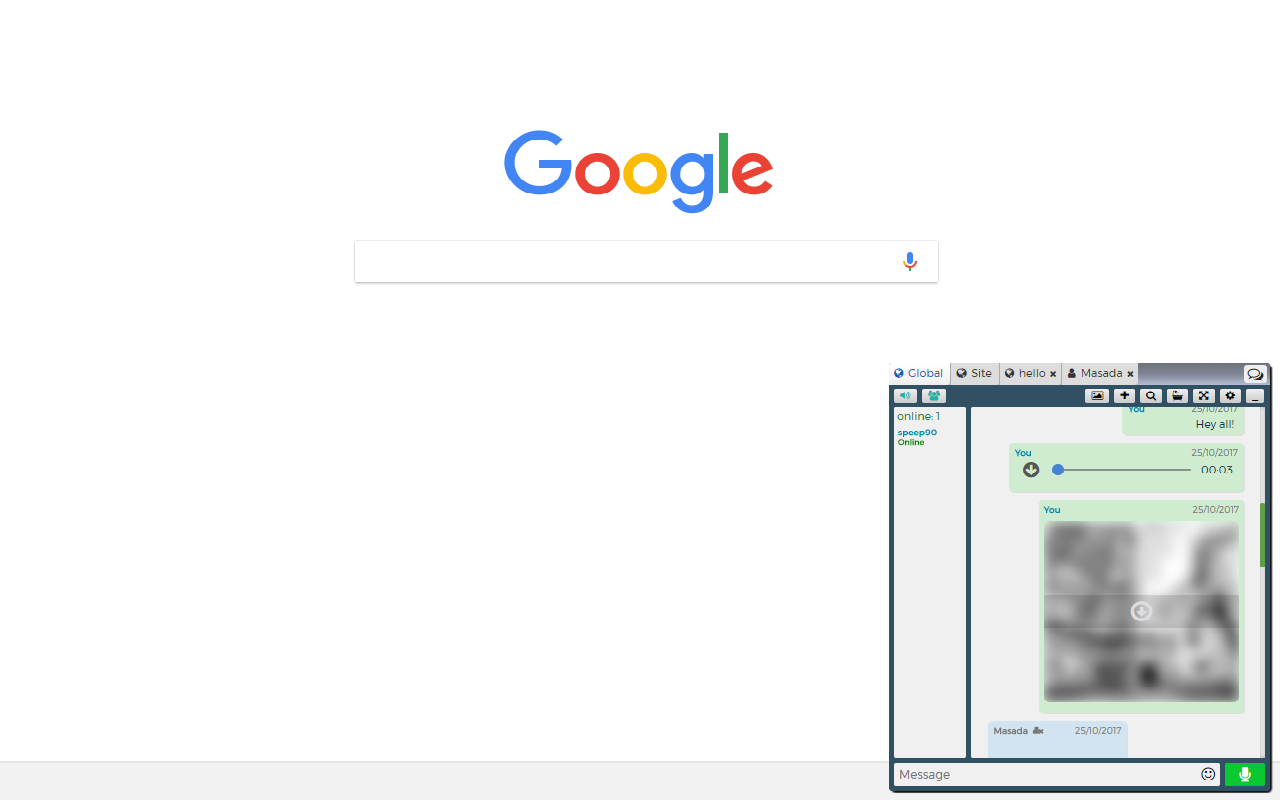 Google
Global
Site
hello
Masada
online: 1
speep90
Online
You 25/10/2017
Hey all!
You 25/10/2017
00:03
You 25/10/2017
Masada 25/10/2017
Message